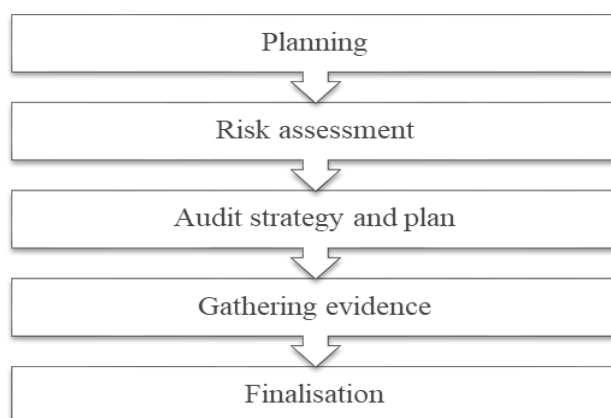 Planning
Risk assessment
Audit strategy and plan
Gathering evidence
Finalisation